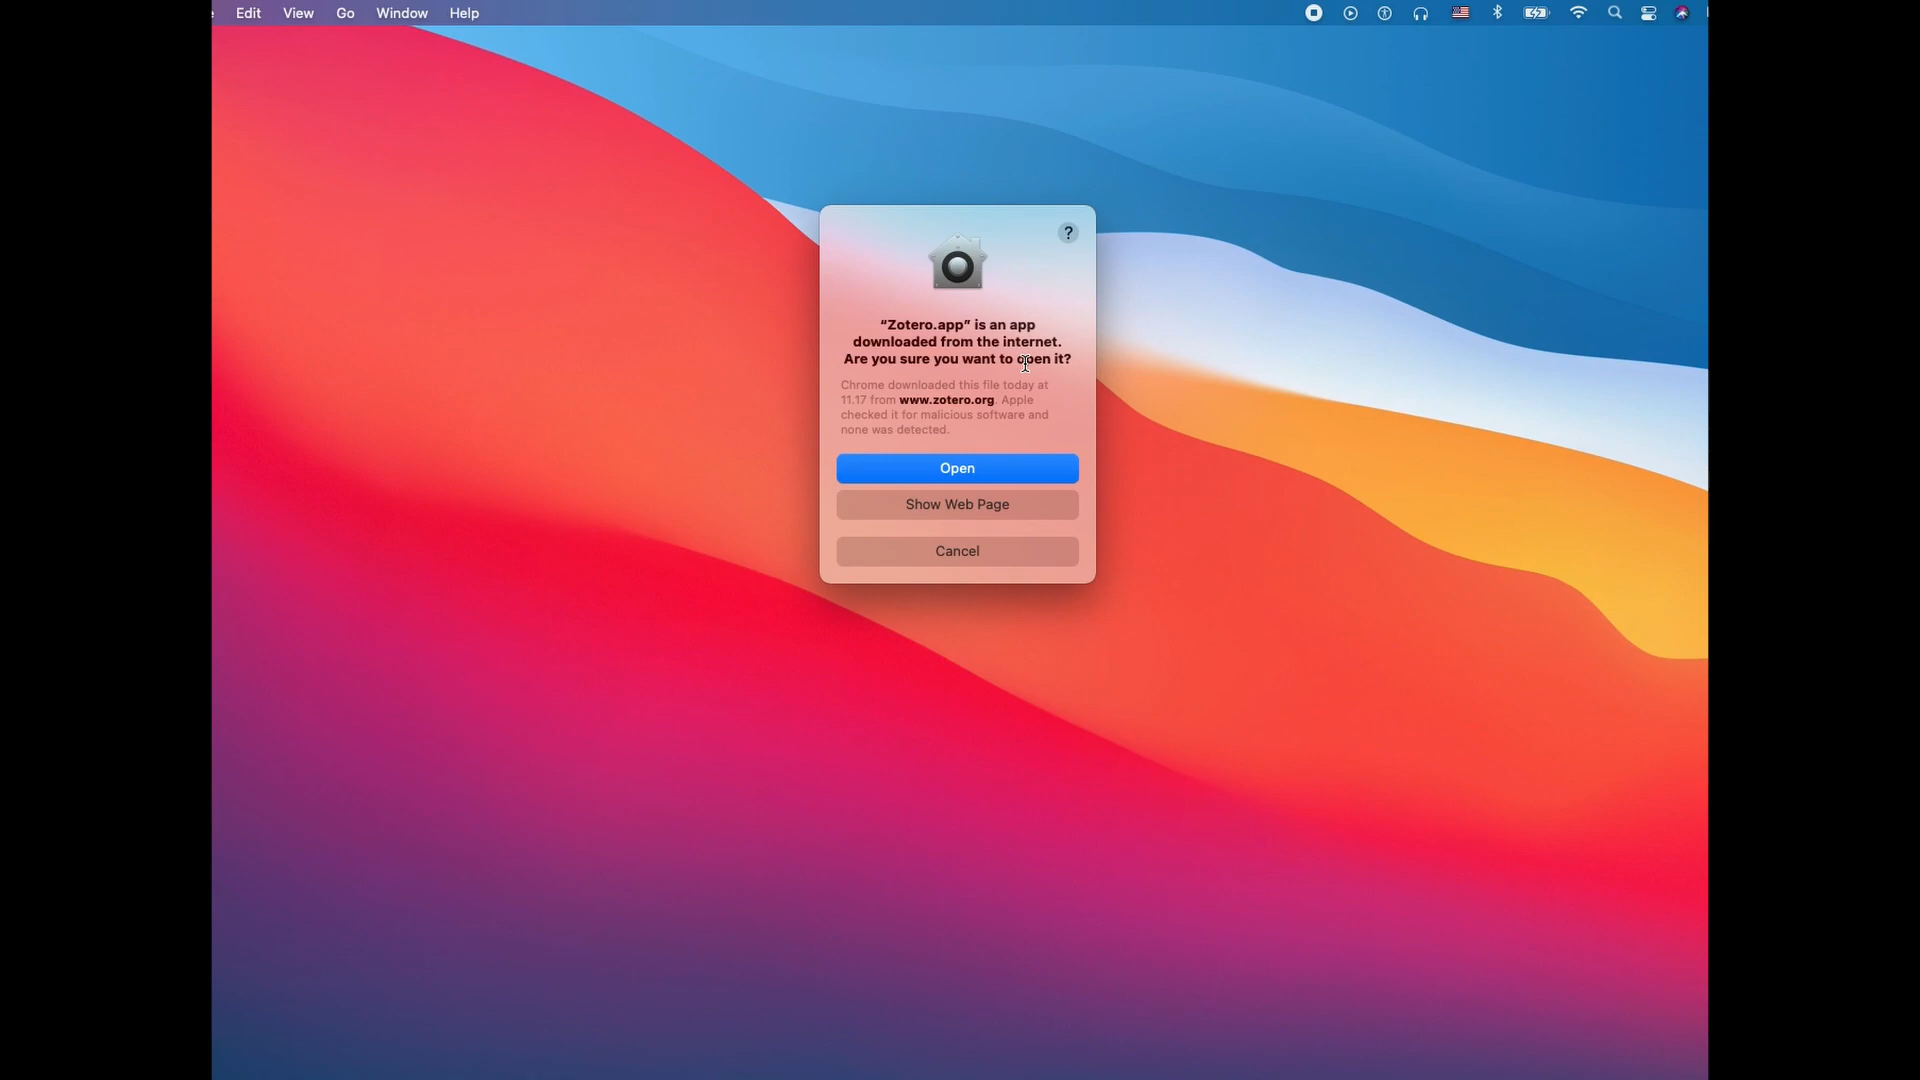 Edit View Go Window Help
?
“Zotero.app” is an app
downloaded from the internet.
Are you sure you want to open it?
Chrome downloaded this file today at
11.17 from www.zotero.org. Apple
checked it for malicious software and
none was detected.
Open
Show Web Page
Cancel